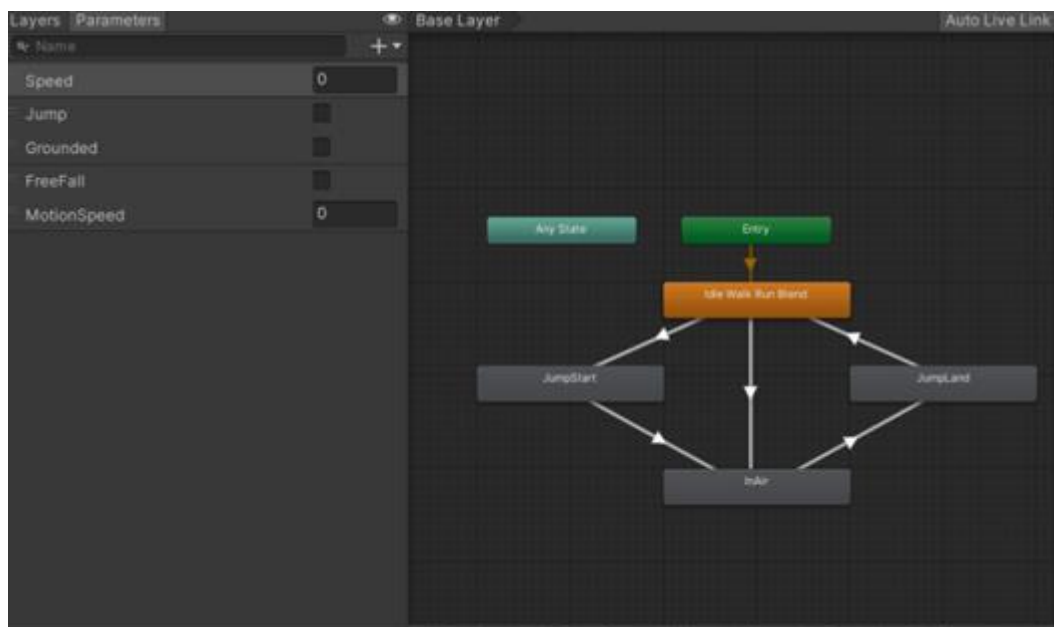 Layers Parameters
Base Layer
Auto Live Link
Name
Speed 0
Jump
Grounded
FreeFall
MotionSpeed 0
Any State
Entry
Idle Walk Run Blend
JumpStart
JumpLand
InAir